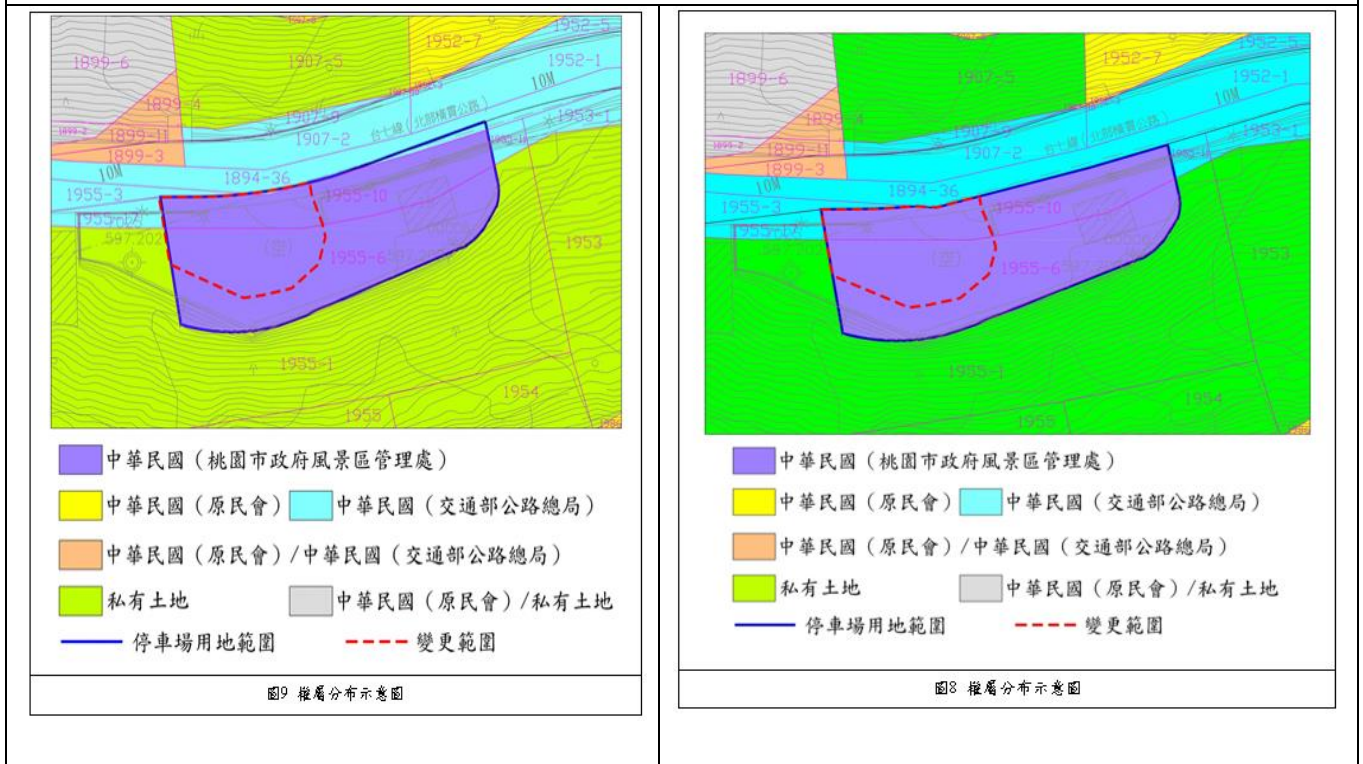 1952-5
1952-7
1899-6
1907-5
1952-1
10M
1899-4
1907-9
台七線（北部橫貫公路）
1953-1
1899-2
1899-11
1907-2
1899-3
10M
1894-36
1955-3
1955-10
597.202
(空)
1955-6
1953
1955-1
1954
1955
中華民國（桃園市政府風景區管理處）
中華民國（原民會） 中華民國（交通部公路總局）
中華民國（原民會）/中華民國（交通部公路總局）
私有土地 中華民國（原民會）/私有土地
停車場用地範圍 變更範圍
圖9 權屬分布示意圖
1952-5
1952-7
1899-6
1907-5
1952-1
10M
1899-4
1907-9
台七線（北部橫貫公路）
1953-1
1899-2
1899-11
1907-2
1899-3
10M
1894-36
1955-3
1955-10
597.202
(空)
1955-6
1953
1955-1
1954
1955
中華民國（桃園市政府風景區管理處）
中華民國（原民會） 中華民國（交通部公路總局）
中華民國（原民會）/中華民國（交通部公路總局）
私有土地 中華民國（原民會）/私有土地
停車場用地範圍 變更範圍
圖8 權屬分布示意圖